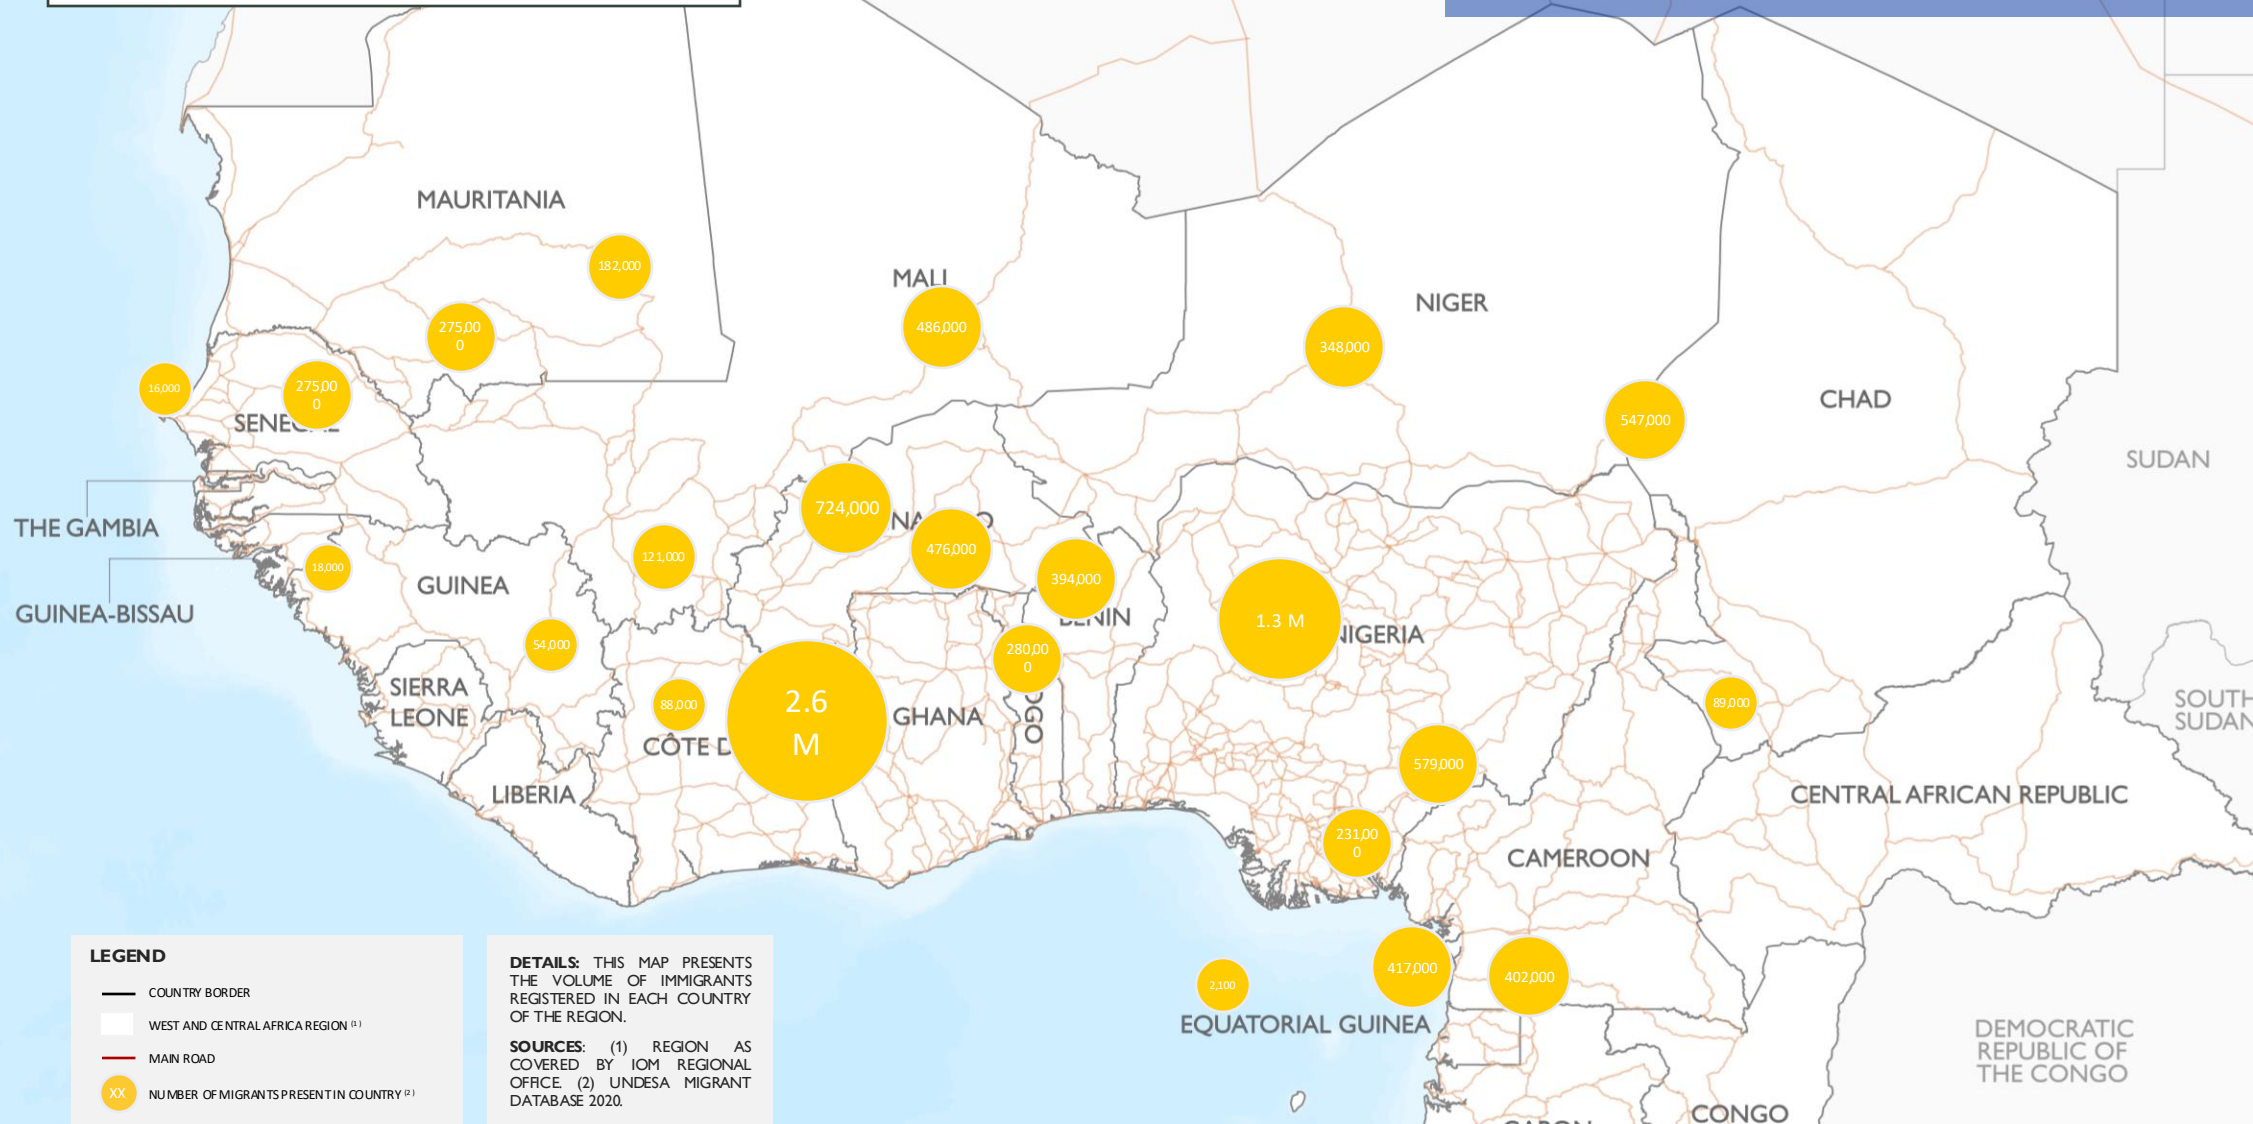 MAURITANIA
182,000
MALI
486,000
NIGER
348,000
275,00
0
16,000
275,00
0
547,000
CHAD
SUDAN
724,000
476,000
THE GAMBIA
121,000
394,000
18,000
GUINEA
BENIN
GUINEA-BISSAU
1.3 M
NIGERIA
54,000
280,00
0
SIERRA
LEONE
88,000
2.6
M
GHANA
89,000
SOUTH
SUDAN
CÔTE D
579,000
LIBERIA
CENTRAL AFRICAN REPUBLIC
231,00
0
CAMEROON
417,000
402,000
2,100
EQUATORIAL GUINEA
DEMOCRATIC
REPUBLIC OF
THE CONGO
CONGO
LEGEND
COUNTRY BORDER
WEST AND CENTRAL AFRICA REGION (1)
MAIN ROAD
XX NUMBER OF MIGRANTS PRESENT IN COUNTRY (2)
DETAILS: THIS MAP PRESENTS
THE VOLUME OF IMMIGRANTS
REGISTERED IN EACH COUNTRY
OF THE REGION.
SOURCES: (1) REGION AS
COVERED BY IOM REGIONAL
OFFICE. (2) UNDESA MIGRANT
DATABASE 2020.